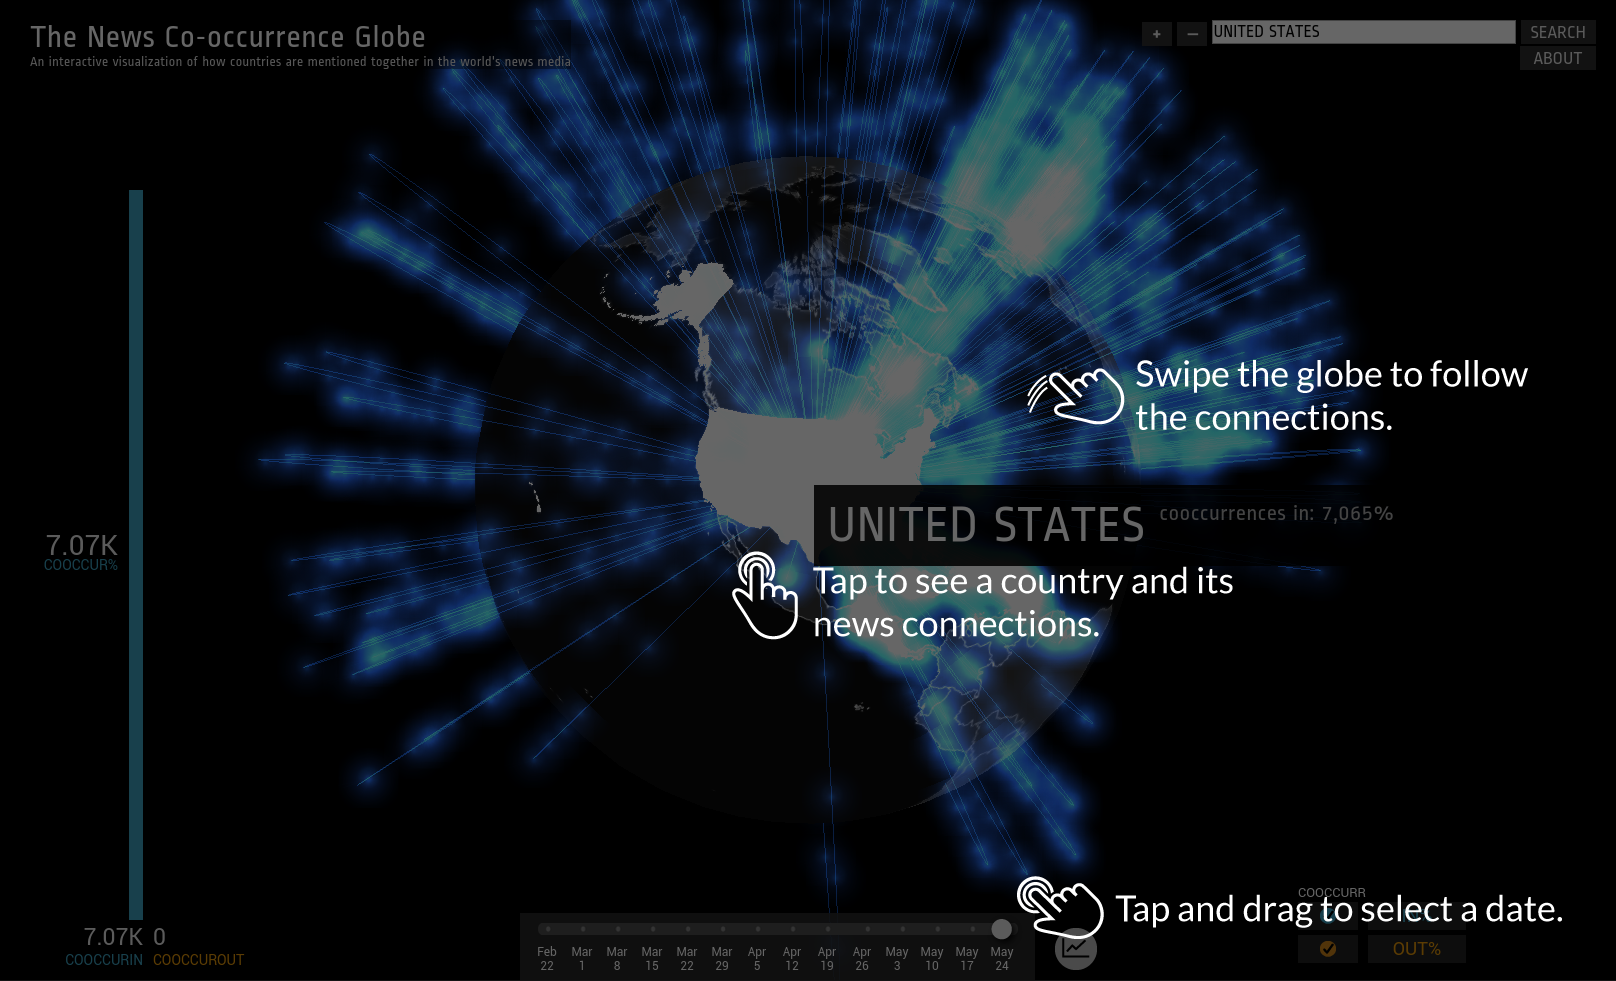 The News Co-occurrence Globe
An interactive visualization of how countries are mentioned together in the world's news media
+ − UNITED STATES SEARCH
ABOUT
Swipe the globe to follow
the connections.
UNITED STATES cooccurrences in: 7,065%
7.07K
COOCCUR%
Tap to see a country and its
news connections.
COOCCURR
Tap and drag to select a date.
OUT%
7.07K 0
COOCCURIN COOCCUROUT
Feb 22
Mar 1
Mar 8
Mar 15
Mar 22
Mar 29
Apr 5
Apr 12
Apr 19
Apr 26
May 3
May 10
May 17
May 24